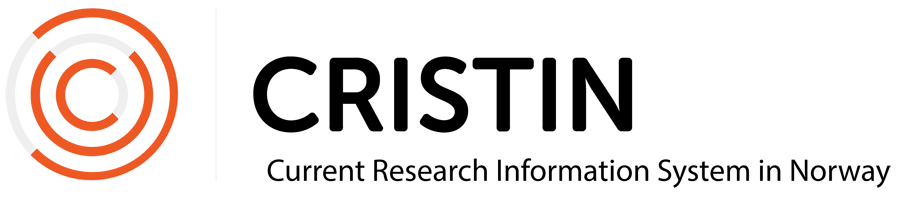 CRISTIN
Current Research Information System in Norway